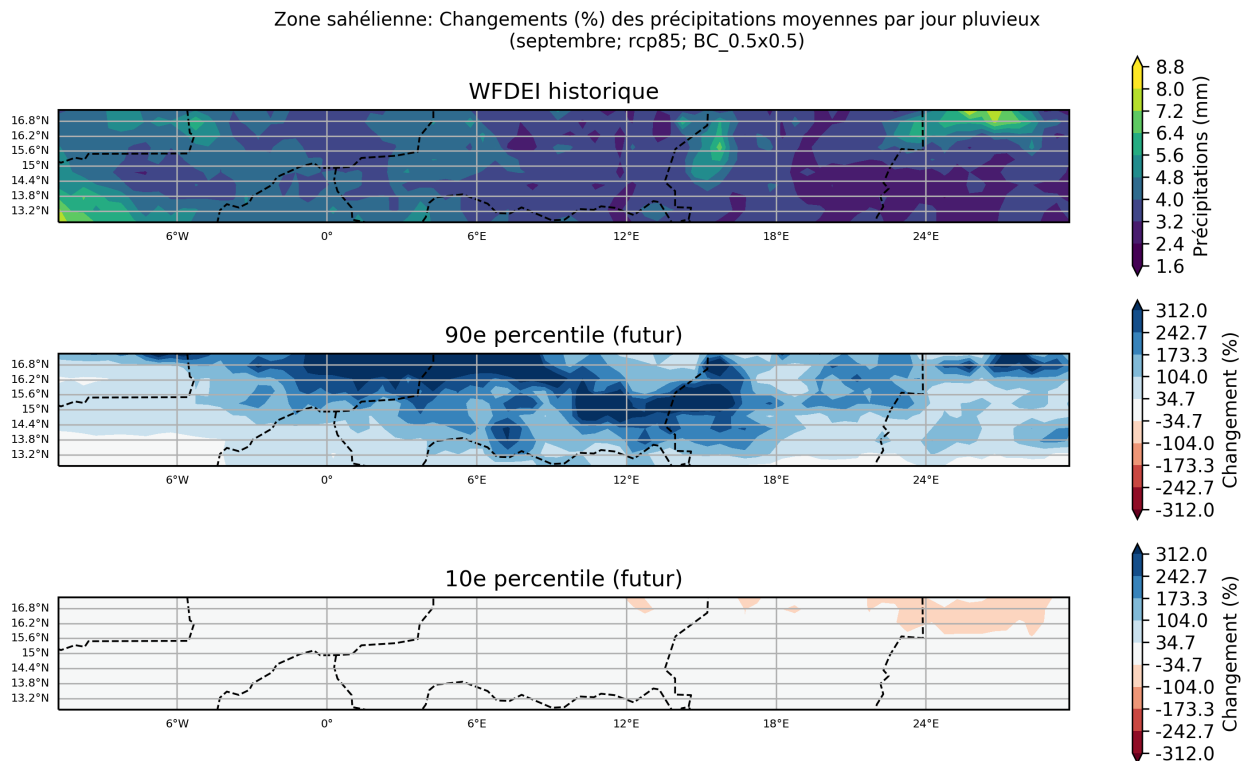 Zone sahélienne: Changements (%) des précipitations moyennes par jour pluvieux
(septembre; rcp85; BC_0.5x0.5)
WFDEI historique
16.8°N
16.2°N
15.6°N
15°N
14.4°N
13.8°N
13.2°N
6°W
0°
6°E
12°E
18°E
24°E
8.8
8.0
7.2
6.4
5.6
4.8
4.0
3.2
2.4
1.6
Précipitations (mm)
90e percentile (futur)
16.8°N
16.2°N
15.6°N
15°N
14.4°N
13.8°N
13.2°N
6°W
0°
6°E
12°E
18°E
24°E
312.0
242.7
173.3
104.0
34.7
-34.7
-104.0
-173.3
-242.7
-312.0
Changement (%)
10e percentile (futur)
16.8°N
16.2°N
15.6°N
15°N
14.4°N
13.8°N
13.2°N
6°W
0°
6°E
12°E
18°E
24°E
312.0
242.7
173.3
104.0
34.7
-34.7
-104.0
-173.3
-242.7
-312.0
Changement (%)